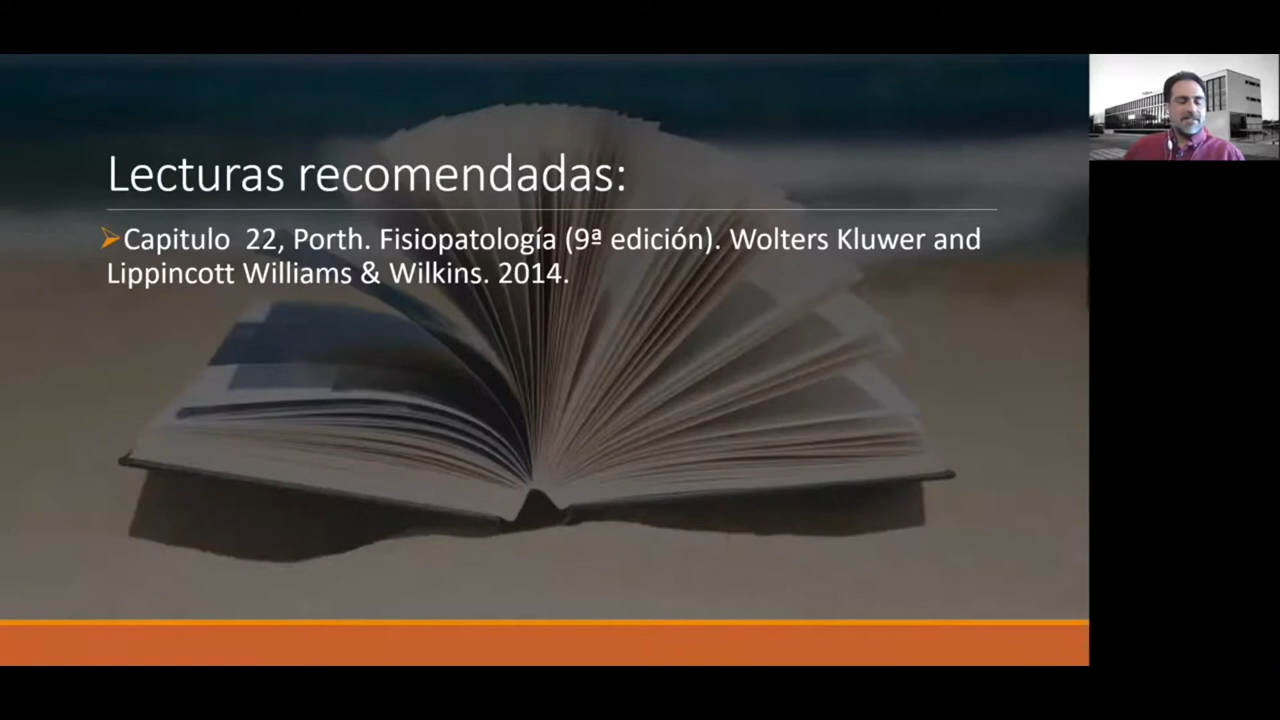 Lecturas recomendadas:
Capitulo 22, Porth. Fisiopatología (9ª edición). Wolters Kluwer and
Lippincott Williams & Wilkins. 2014.